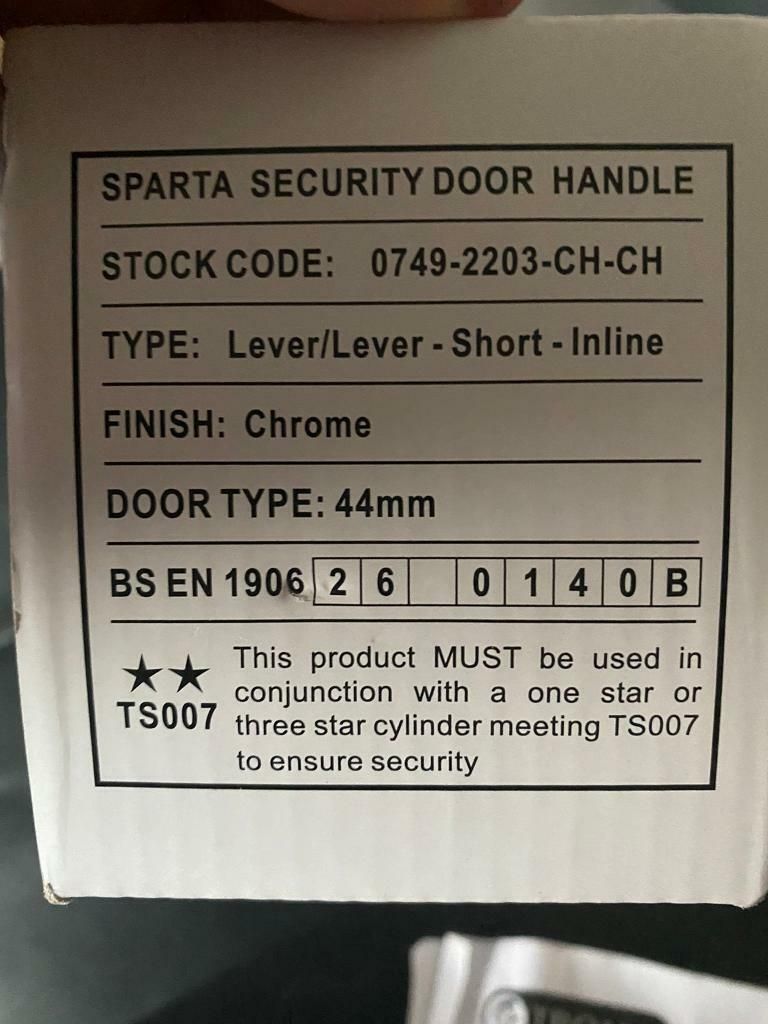 SPARTA SECURITY DOOR HANDLE
STOCK CODE: 0749-2203-CH-CH
TYPE: Lever/Lever - Short - Inline
FINISH: Chrome
DOOR TYPE: 44mm
BS EN 1906 2 6 0 1 4 0 B
★★ This product MUST be used in
conjunction with a one star or
TS007 three star cylinder meeting TS007
to ensure security